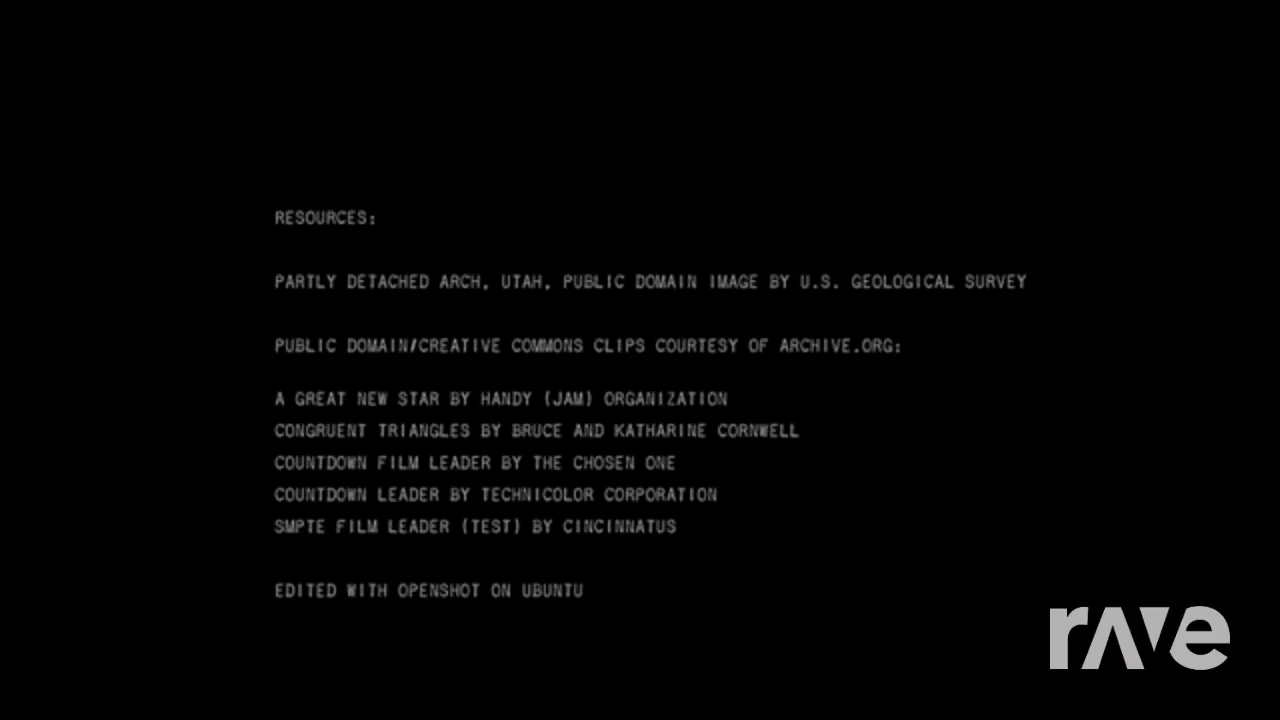 RESOURCES:
PARTLY DETACHED ARCH, UTAH, PUBLIC DOMAIN IMAGE BY U.S. GEOLOGICAL SURVEY
PUBLIC DOMAIN/CREATIVE COMMONS CLIPS COURTESY OF ARCHIVE.ORG:
A GREAT NEW STAR BY HANDY (JAM) ORGANIZATION
CONGRUENT TRIANGLES BY BRUCE AND KATHARINE CORNWELL
COUNTDOWN FILM LEADER BY THE CHOSEN ONE
COUNTDOWN LEADER BY TECHNICOLOR CORPORATION
SMPTE FILM LEADER (TEST) BY CINCINNATUS
EDITED WITH OPENSHOT ON UBUNTU
rave